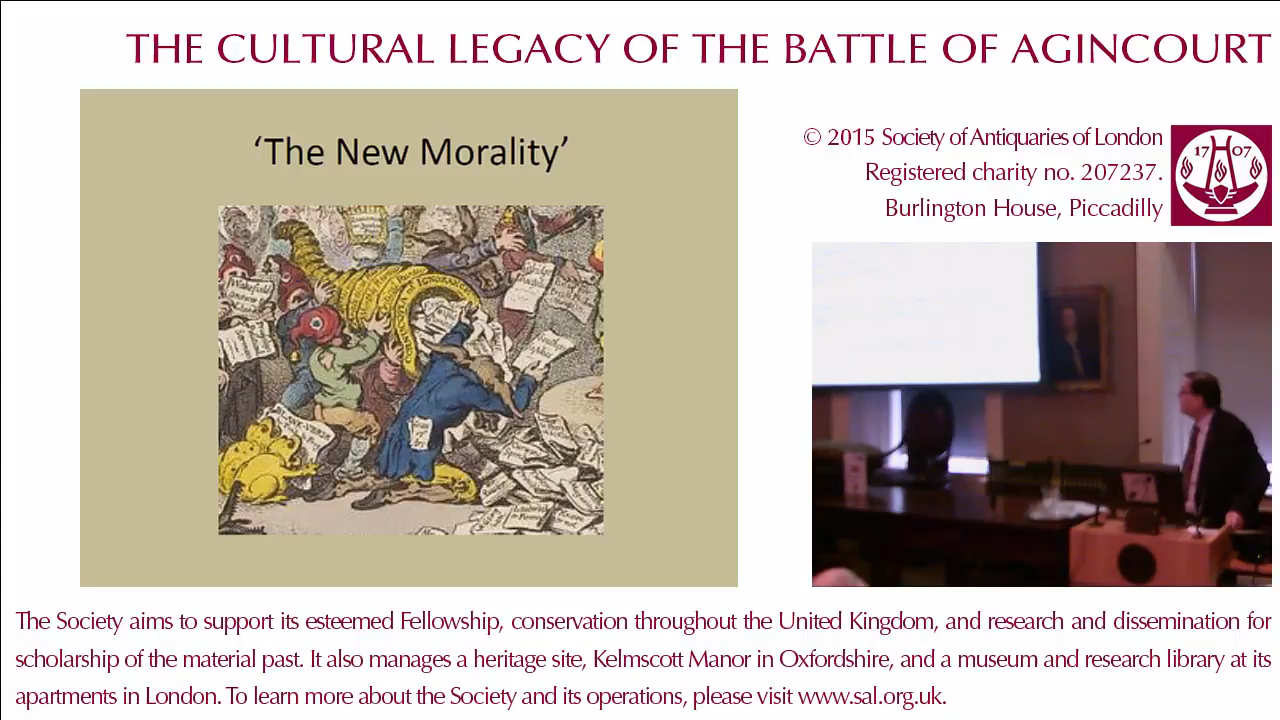 THE CULTURAL LEGACY OF THE BATTLE OF AGINCOURT
‘The New Morality’
© 2015 Society of Antiquaries of London
Registered charity no. 207237.
Burlington House, Piccadilly
17 07
The Society aims to support its esteemed Fellowship, conservation throughout the United Kingdom, and research and dissemination for
scholarship of the material past. It also manages a heritage site, Kelmscott Manor in Oxfordshire, and a museum and research library at its
apartments in London. To learn more about the Society and its operations, please visit www.sal.org.uk.